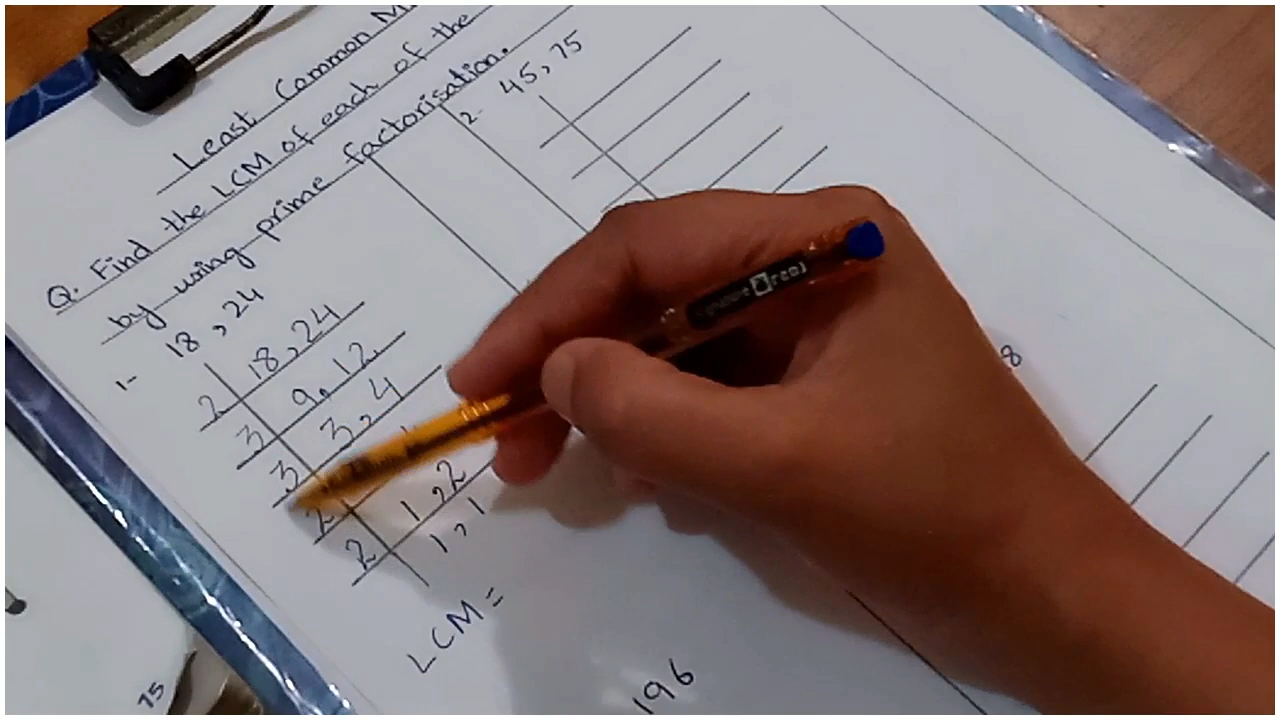 Least Common
Q. Find the LCM of each of the
by using prime factorisation.
1- 18, 24
2 18, 24
3 9, 12
3 3, 4
2
2 1, 2
1, 1
LCM =
2- 45, 75
8
196
75